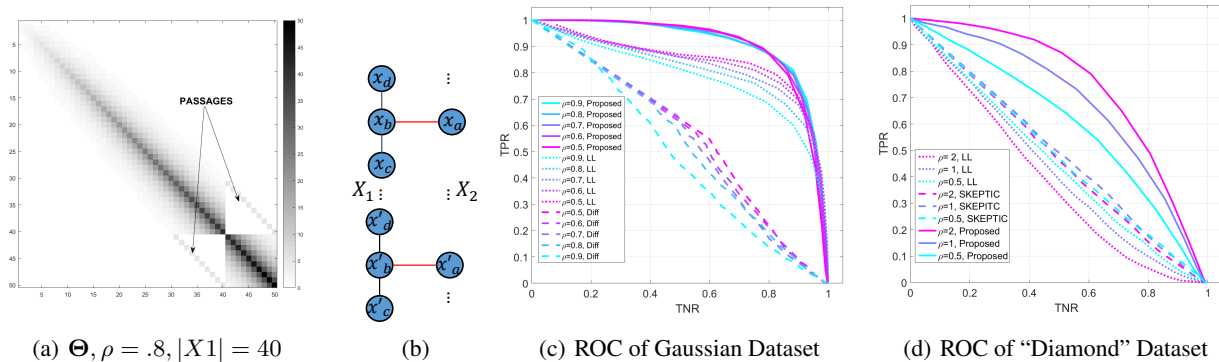 PASSAGES
5
10
15
20
25
30
35
40
45
50
5
10
15
20
25
30
35
40
45
50
50
45
40
35
30
25
20
15
10
5
0
(a) Θ, ρ = .8, |X1| = 40
x_d
⋮
x_b
x_a
x_c
X_1 ⋮
⋮ X_2
x'_d
x'_b
x'_a
x'_c
⋮
(b)
TPR
1
0.9
0.8
0.7
0.6
0.5
0.4
0.3
0.2
0.1
0
ρ=0.9, Proposed
ρ=0.8, Proposed
ρ=0.7, Proposed
ρ=0.6, Proposed
ρ=0.5, Proposed
ρ=0.9, LL
ρ=0.8, LL
ρ=0.7, LL
ρ=0.6, LL
ρ=0.5, LL
ρ=0.5, Diff
ρ=0.6, Diff
ρ=0.7, Diff
ρ=0.8, Diff
ρ=0.9, Diff
0 0.2 0.4 0.6 0.8 1
TNR
(c) ROC of Gaussian Dataset
TPR
1
0.9
0.8
0.7
0.6
0.5
0.4
0.3
0.2
0.1
0
ρ= 2, LL
ρ= 1, LL
ρ=0.5, LL
ρ=2, SKEPTIC
ρ=1, SKEPITC
ρ=0.5, SKEPTIC
ρ=2, Proposed
ρ=1, Proposed
ρ=0.5, Proposed
0 0.2 0.4 0.6 0.8 1
TNR
(d) ROC of “Diamond” Dataset